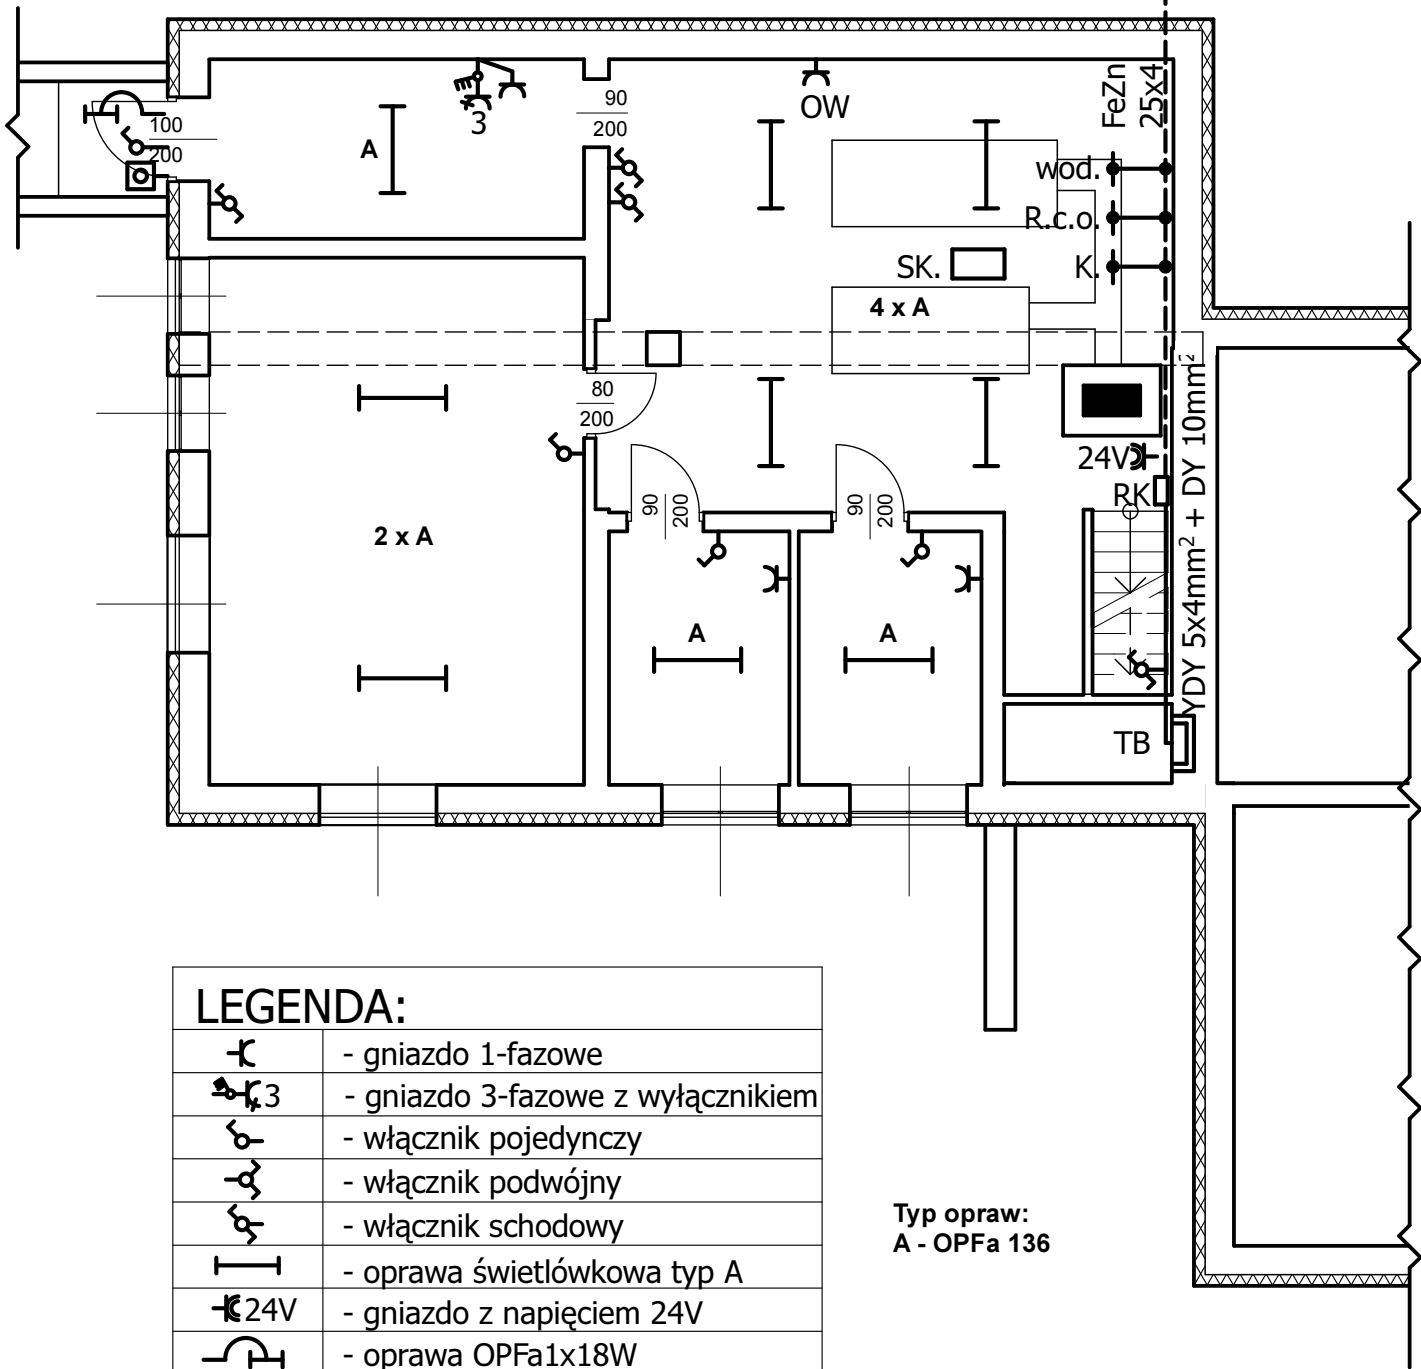 FeZn
25x4
100
200
A
3
90
200
OW
wod.
R.c.o.
SK.
K.
4 x A
80
200
24V
RK
90
200
90
200
2 x A
YDY 5x4mm² + DY 10mm²
A
A
TB
LEGENDA:
- gniazdo 1-fazowe
3 - gniazdo 3-fazowe z wyłącznikiem
- włącznik pojedynczy
- włącznik podwójny
- włącznik schodowy
- oprawa świetlówkowa typ A
24V - gniazdo z napięciem 24V
- oprawa OPFa1x18W
Typ opraw:
A - OPFa 136